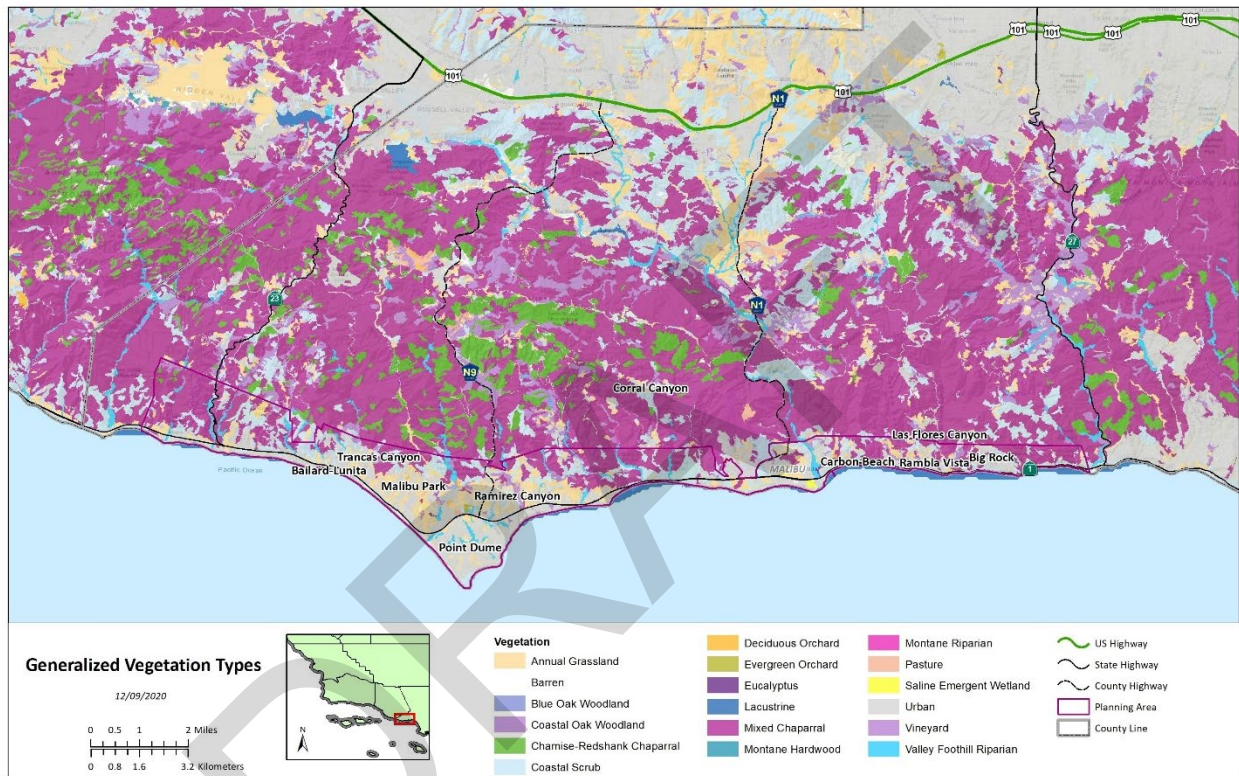 101
101
101
101
101
101
N1
HIDDEN VALLEY
RUSSELL VALLEY
27
23
N1
N9
Corral Canyon
Las Flores Canyon
Trancas Canyon
Big Rock
Pacific Ocean
Bailard-Lunita
MALIBU
Carbon Beach
Rambla Vista
1
Malibu Park
Ramirez Canyon
Point Dume
DRAFT
Generalized Vegetation Types
12/09/2020
0 0.5 1 2 Miles
0 0.8 1.6 3.2 Kilometers
N
Vegetation
Annual Grassland
Barren
Blue Oak Woodland
Coastal Oak Woodland
Chamise-Redshank Chaparral
Coastal Scrub
Deciduous Orchard
Evergreen Orchard
Eucalyptus
Lacustrine
Mixed Chaparral
Montane Hardwood
Montane Riparian
Pasture
Saline Emergent Wetland
Urban
Vineyard
Valley Foothill Riparian
US Highway
State Highway
County Highway
Planning Area
County Line